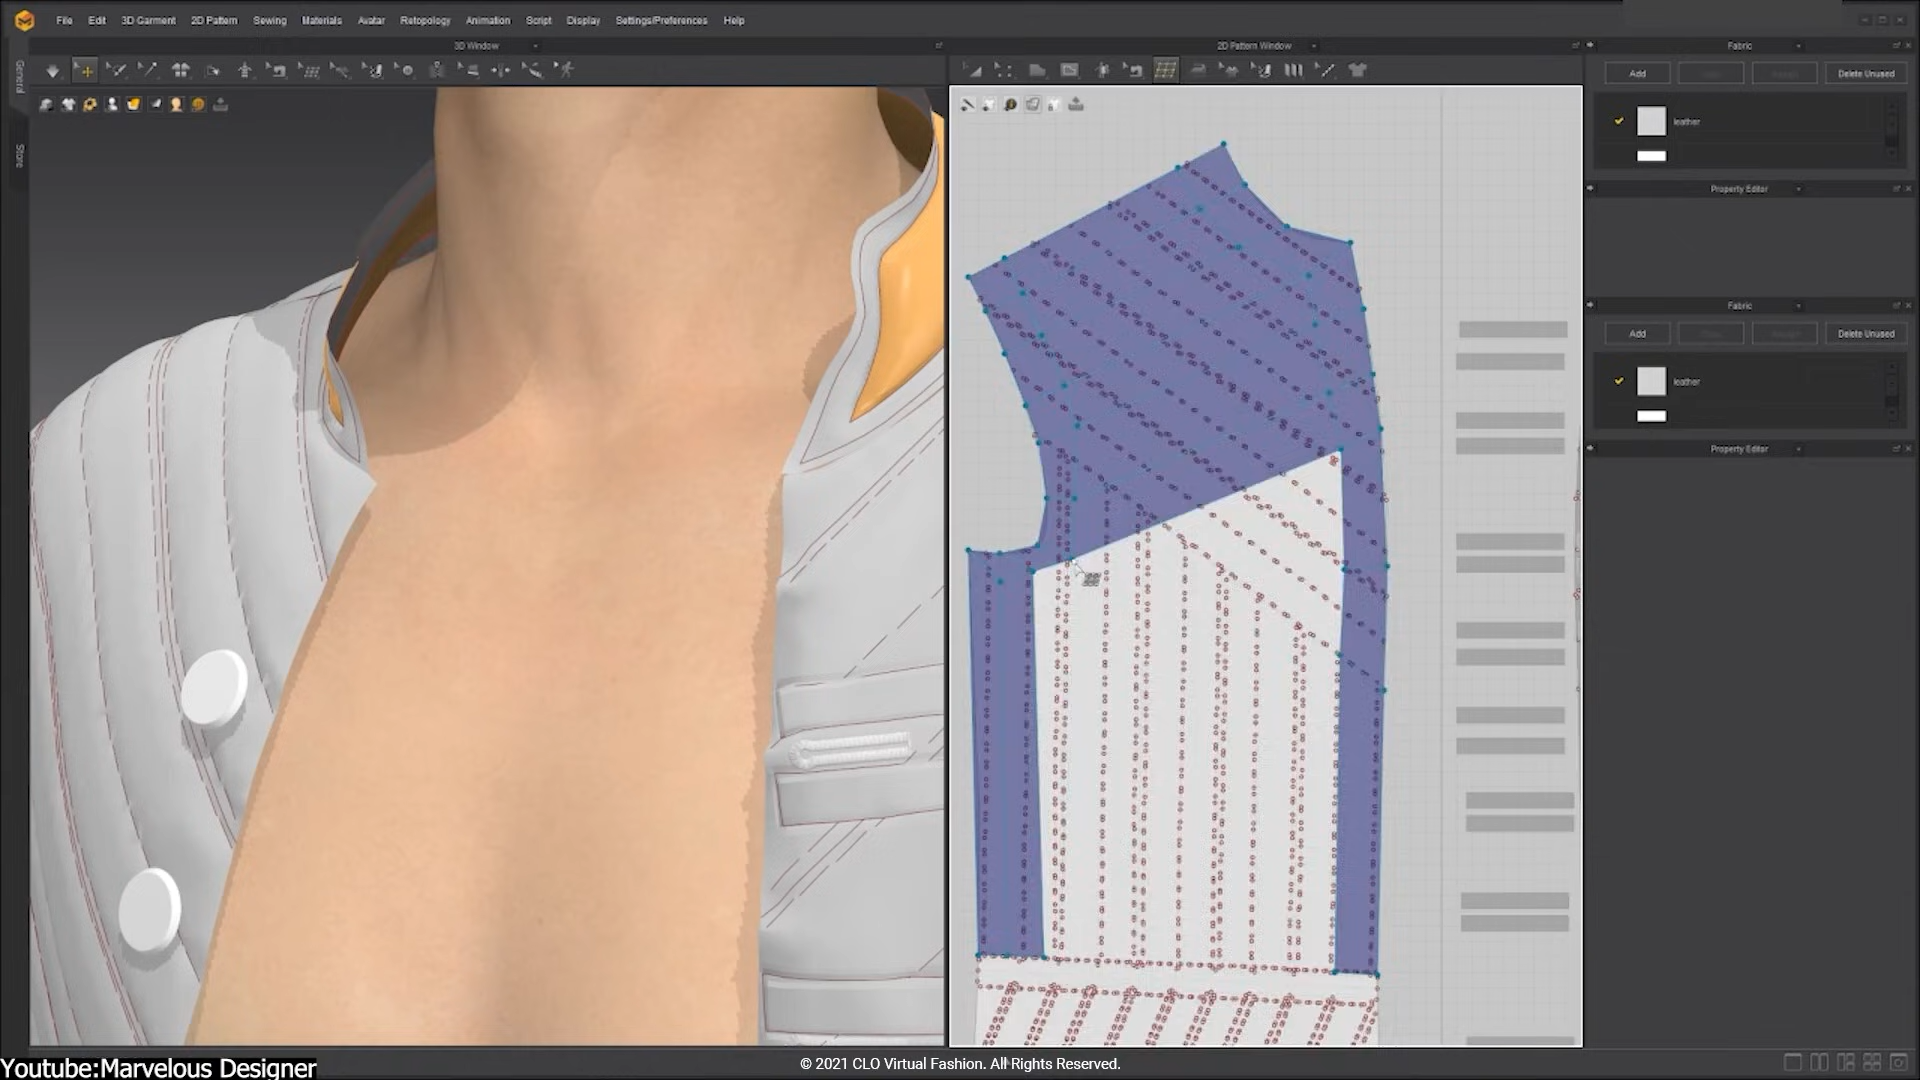 File Edit 3D Garment 2D Pattern Sewing Materials Avatar Retopology Animation Script Display Settings/Preferences Help
3D Window
2D Pattern Window
Fabric
General
Store
Add
Delete Unused
leather
Property Editor
Fabric
Add
Delete Unused
leather
Property Editor
Youtube:Marvelous Designer
© 2021 CLO Virtual Fashion. All Rights Reserved.